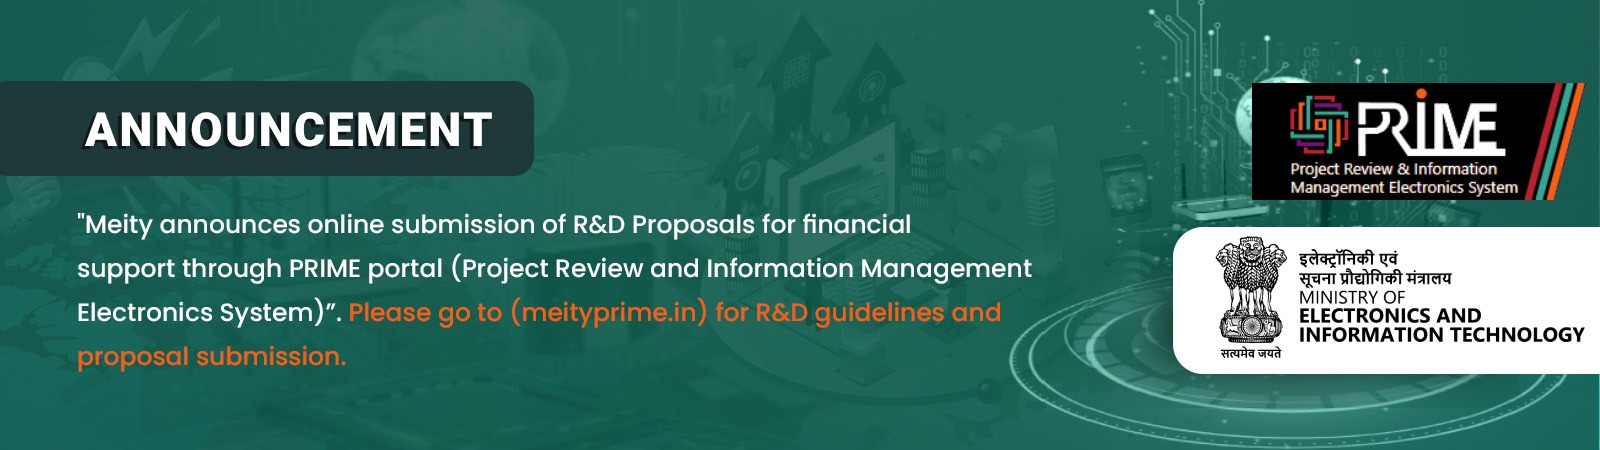 ANNOUNCEMENT
"Meity announces online submission of R&D Proposals for financial
support through PRIME portal (Project Review and Information Management
Electronics System)”. Please go to (meityprime.in) for R&D guidelines and
proposal submission.
PRIME
Project Review & Information
Management Electronics System
इलेक्ट्रॉनिकी एवं
सूचना प्रौद्योगिकी मंत्रालय
MINISTRY OF
ELECTRONICS AND
INFORMATION TECHNOLOGY
सत्यमेव जयते